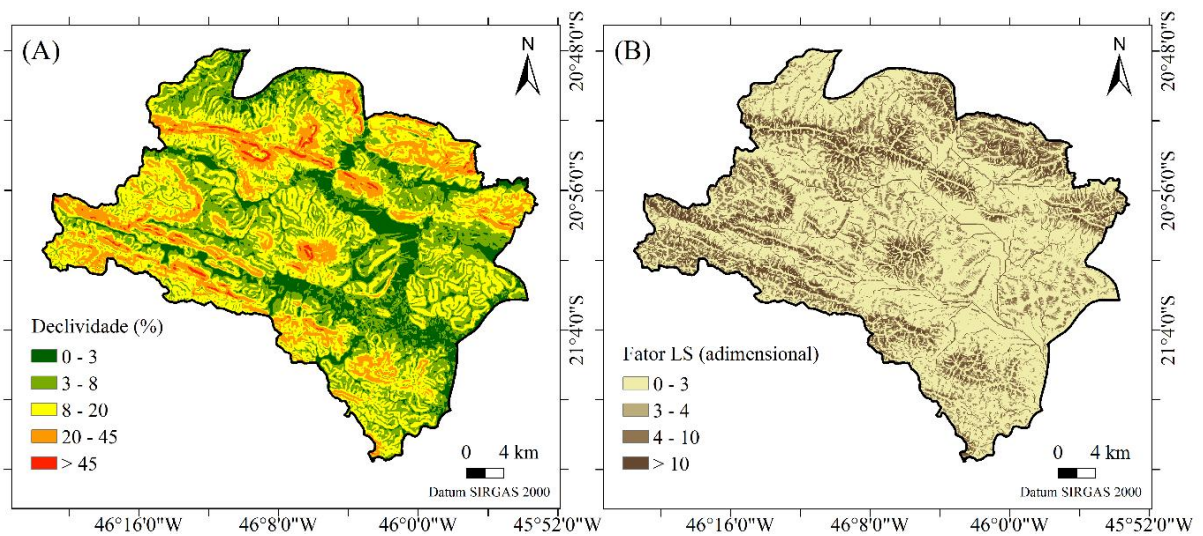 (A)
N
20°48'0"S
20°56'0"S
21°4'0"S
Declividade (%)
0 - 3
3 - 8
8 - 20
20 - 45
> 45
0 4 km
Datum SIRGAS 2000
46°16'0"W 46°8'0"W 46°0'0"W 45°52'0"W
(B)
N
20°48'0"S
20°56'0"S
21°4'0"S
Fator LS (adimensional)
0 - 3
3 - 4
4 - 10
> 10
0 4 km
Datum SIRGAS 2000
46°16'0"W 46°8'0"W 46°0'0"W 45°52'0"W